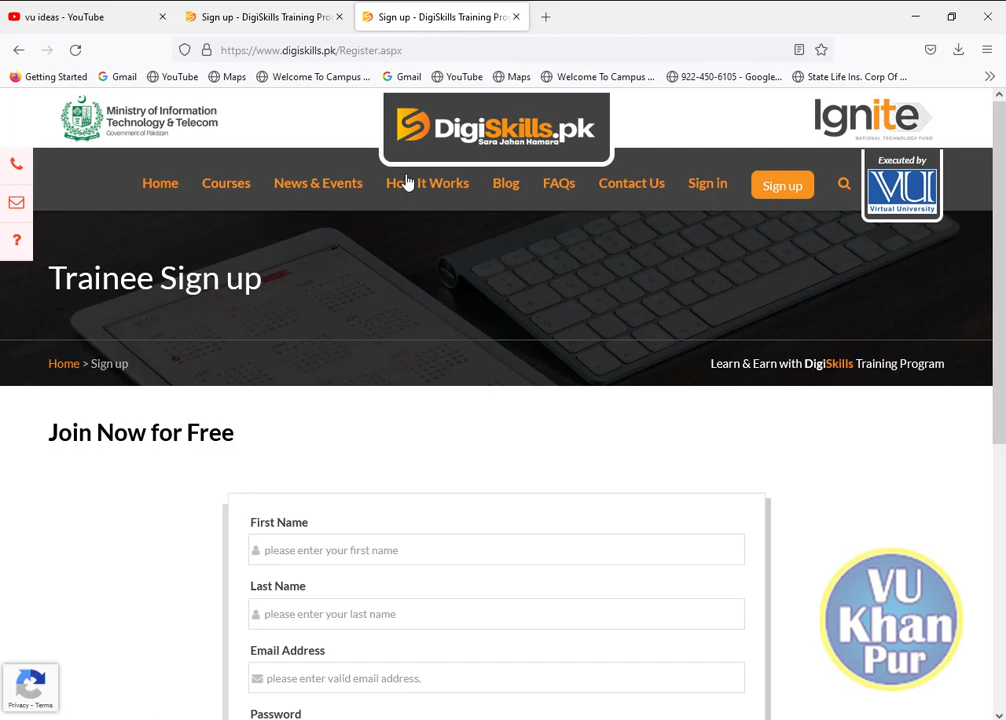 vu ideas - YouTube
Sign up - DigiSkills Training Pro
Sign up - DigiSkills Training Pro
https://www.digiskills.pk/Register.aspx
Getting Started Gmail YouTube Maps Welcome To Campus ... Gmail YouTube Maps Welcome To Campus ... 922-450-6105 - Google... State Life Ins. Corp Of ...
Ministry of Information
Technology & Telecom
Government of Pakistan
DigiSkills.pk
Sara Jahan Hamara
Ignite
NATIONAL TECHNOLOGY FUND
Home Courses News & Events How It Works Blog FAQs Contact Us Sign in Sign up
Executed by
VU
Virtual University
?
Trainee Sign up
Home > Sign up
Learn & Earn with DigiSkills Training Program
Join Now for Free
First Name
please enter your first name
Last Name
please enter your last name
Email Address
please enter valid email address.
Password
VU
Khan
Pur
Privacy - Terms